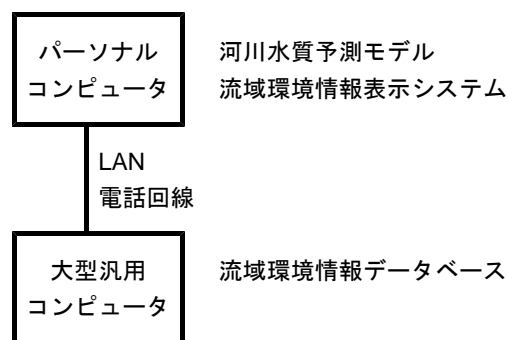 パーソナル
コンピュータ
河川水質予測モデル
流域環境情報表示システム
LAN
電話回線
大型汎用
コンピュータ
流域環境情報データベース